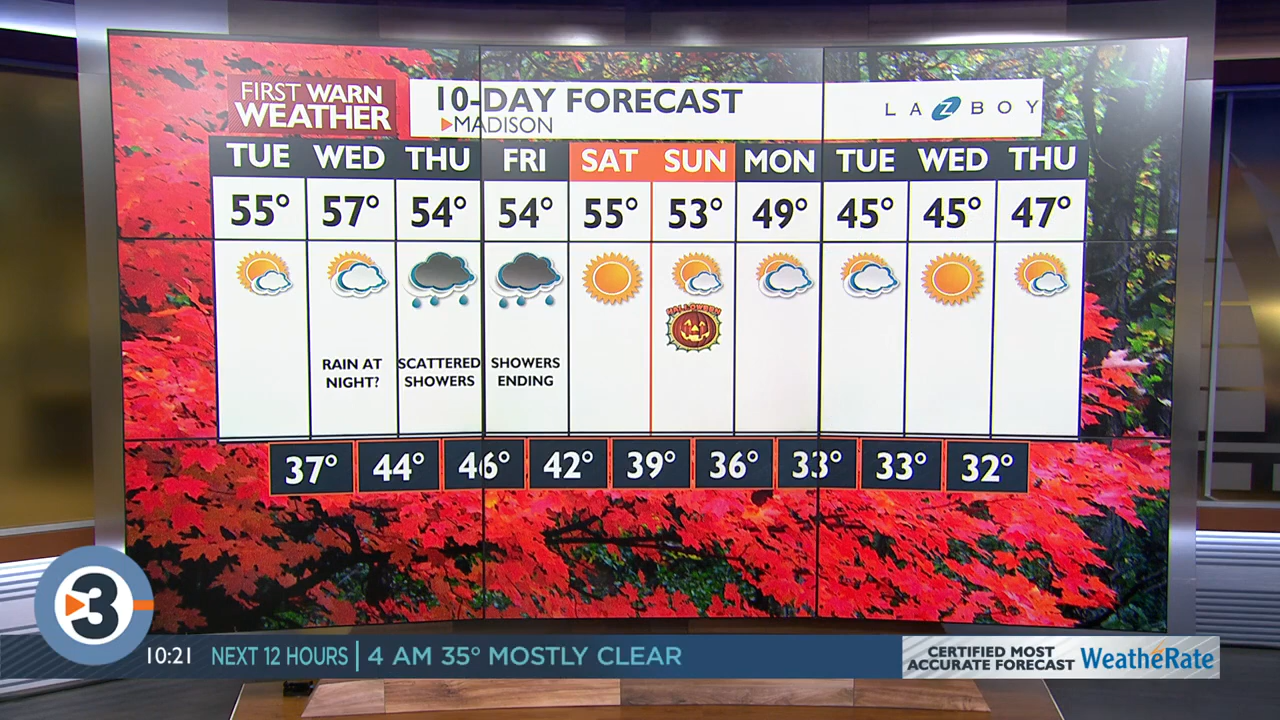 FIRST WARN
WEATHER
10-DAY FORECAST
MADISON
LA Z BOY
TUE WED THU FRI SAT SUN MON TUE WED THU
55° 57° 54° 54° 55° 53° 49° 45° 45° 47°
HALLOWEEN
RAIN AT
NIGHT?
SCATTERED
SHOWERS
SHOWERS
ENDING
37° 44° 46° 42° 39° 36° 33° 33° 32°
3
10:21 NEXT 12 HOURS | 4 AM 35° MOSTLY CLEAR
CERTIFIED MOST
ACCURATE FORECAST
WeatheRate